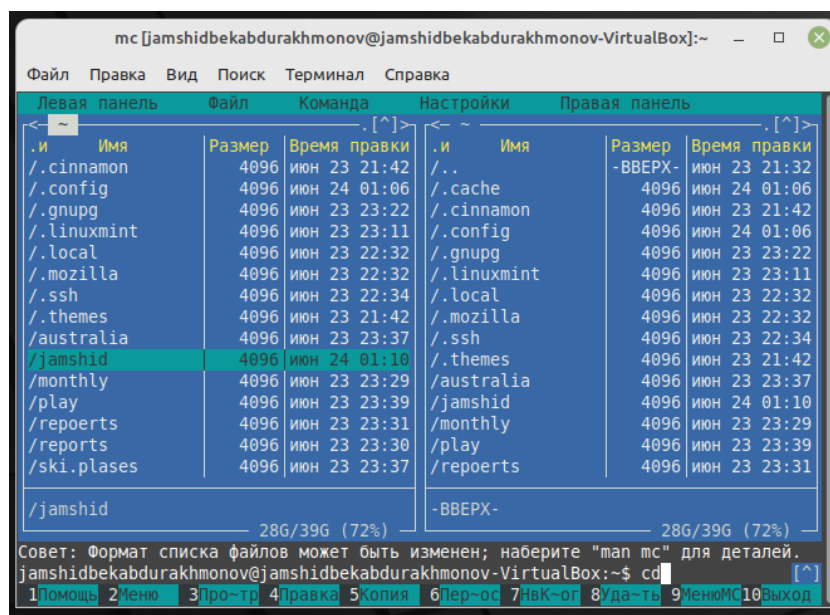 mc [jamshidbekabdurakhmonov@jamshidbekabdurakhmonov-VirtualBox]:~
Файл Правка Вид Поиск Терминал Справка
Левая панель Файл Команда Настройки Правая панель
<— ~ .[^]> <— ~ .[^]>
.и Имя Размер Время правки .и Имя Размер Время правки
/.cinnamon 4096 июн 23 21:42 /.. -ВВЕРХ- июн 23 21:32
/.config 4096 июн 24 01:06 /.cache 4096 июн 24 01:06
/.gnupg 4096 июн 23 23:22 /.cinnamon 4096 июн 23 21:42
/.linuxmint 4096 июн 23 23:11 /.config 4096 июн 24 01:06
/.local 4096 июн 23 22:32 /.gnupg 4096 июн 23 23:22
/.mozilla 4096 июн 23 22:32 /.linuxmint 4096 июн 23 23:11
/.ssh 4096 июн 23 22:34 /.local 4096 июн 23 22:32
/.themes 4096 июн 23 21:42 /.mozilla 4096 июн 23 22:32
/australia 4096 июн 23 23:37 /.ssh 4096 июн 23 22:34
/jamshid 4096 июн 24 01:10 /.themes 4096 июн 23 21:42
/monthly 4096 июн 23 23:29 /australia 4096 июн 23 23:37
/play 4096 июн 23 23:39 /jamshid 4096 июн 24 01:10
/repoerts 4096 июн 23 23:31 /monthly 4096 июн 23 23:29
/reports 4096 июн 23 23:30 /play 4096 июн 23 23:39
/ski.plases 4096 июн 23 23:37 /repoerts 4096 июн 23 23:31
/jamshid -ВВЕРХ-
28G/39G (72%) 28G/39G (72%)
Совет: Формат списка файлов может быть изменен; наберите "man mc" для деталей.
jamshidbekabdurakhmonov@jamshidbekabdurakhmonov-VirtualBox:~$ cd [^]
1Помощь 2Меню 3Про~тр 4Правка 5Копия 6Пер~ос 7НвК~ог 8Уда~ть 9МенюMC 10Выход